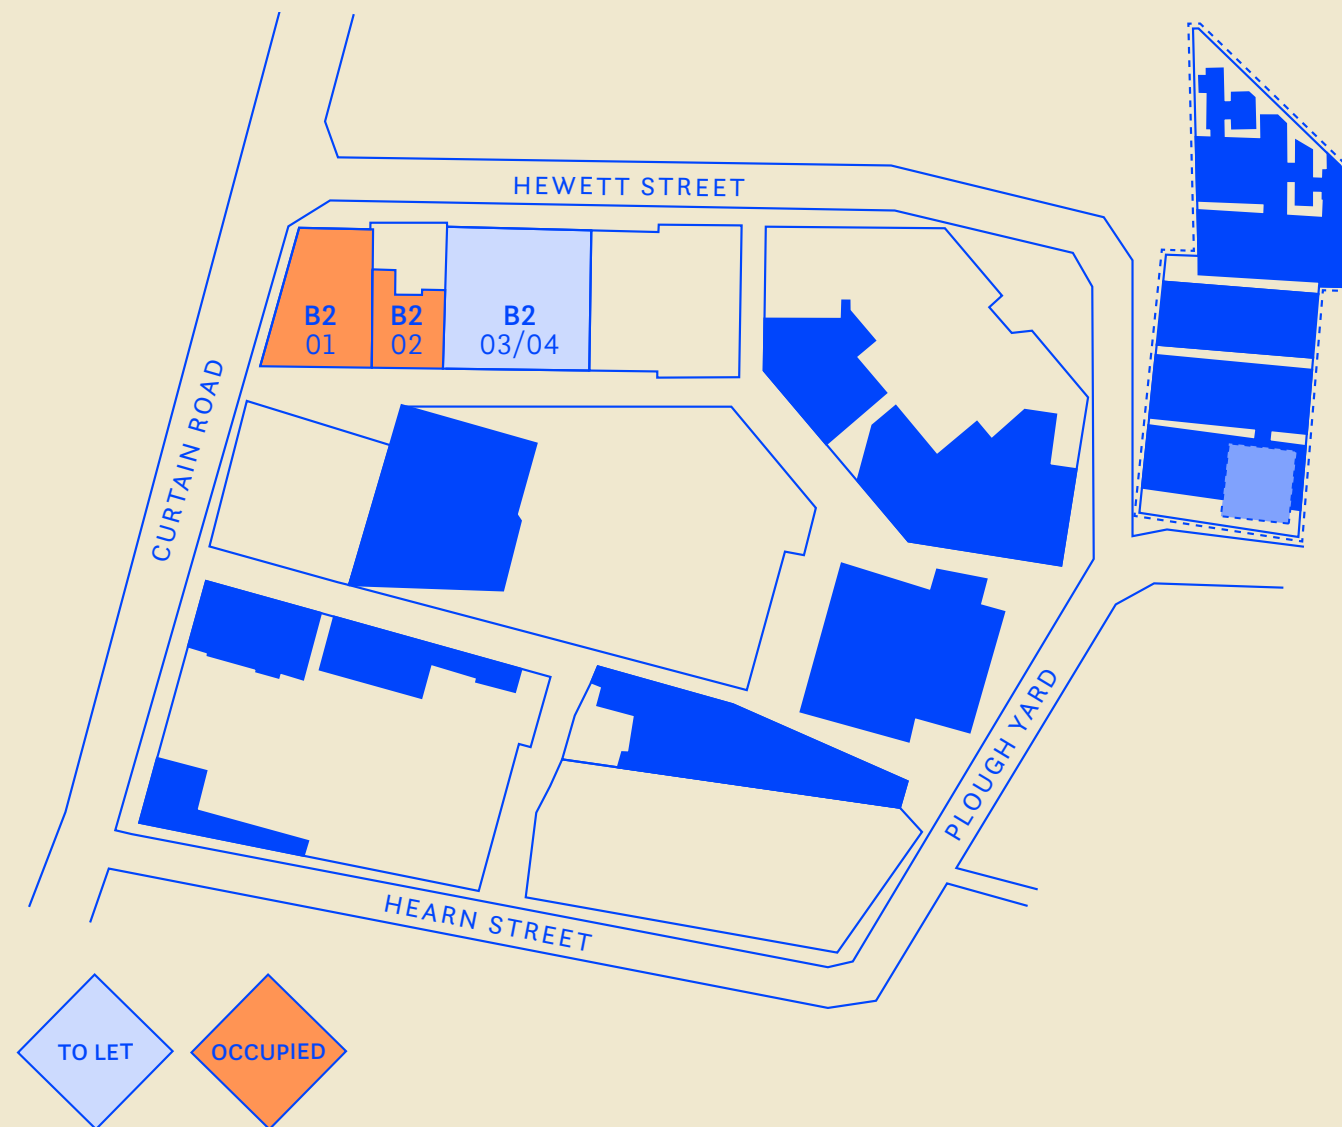 HEWETT STREET
B2
01
B2
02
B2
03/04
CURTAIN ROAD
PLOUGH YARD
HEARN STREET
TO LET
OCCUPIED